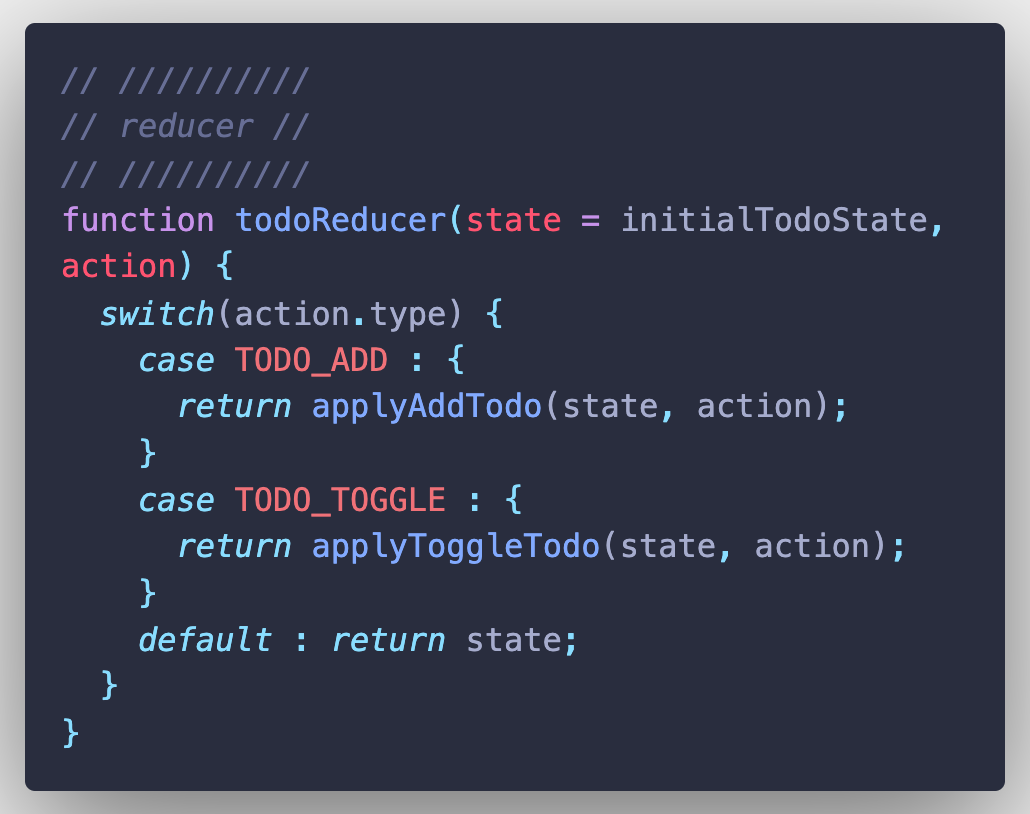 // //////////
// reducer //
// //////////
function todoReducer(state = initialTodoState,
action) {
  switch(action.type) {
    case TODO_ADD : {
      return applyAddTodo(state, action);
    }
    case TODO_TOGGLE : {
      return applyToggleTodo(state, action);
    }
    default : return state;
  }
}